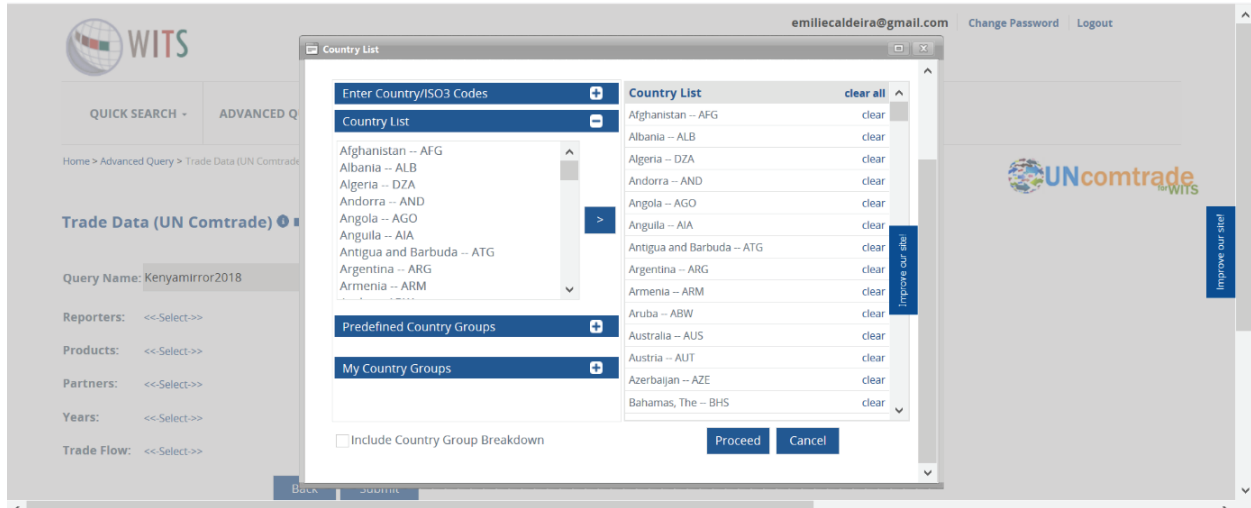 emiliecaldeira@gmail.com Change Password Logout
WITS
Country List
QUICK SEARCH ADVANCED Q
Home > Advanced Query > Trade Data (UN Comtrade
UNcomtrade
for WITS
Trade Data (UN Comtrade)
Query Name: Kenyamirror2018
Reporters: <<-Select->>
Products: <<-Select->>
Partners: <<-Select->>
Years: <<-Select->>
Trade Flow: <<-Select->>
Back Submit
Enter Country/ISO3 Codes
Country List
Afghanistan -- AFG
Albania -- ALB
Algeria -- DZA
Andorra -- AND
Angola -- AGO
Anguila -- AIA
Antigua and Barbuda -- ATG
Argentina -- ARG
Armenia -- ARM
>
Predefined Country Groups
My Country Groups
Include Country Group Breakdown
Country List clear all
Afghanistan -- AFG clear
Albania -- ALB clear
Algeria -- DZA clear
Andorra -- AND clear
Angola -- AGO clear
Anguila -- AIA clear
Antigua and Barbuda -- ATG clear
Argentina -- ARG clear
Armenia -- ARM clear
Aruba -- ABW clear
Australia -- AUS clear
Austria -- AUT clear
Azerbaijan -- AZE clear
Bahamas, The -- BHS clear
Proceed Cancel
Improve our site!
Improve our site!